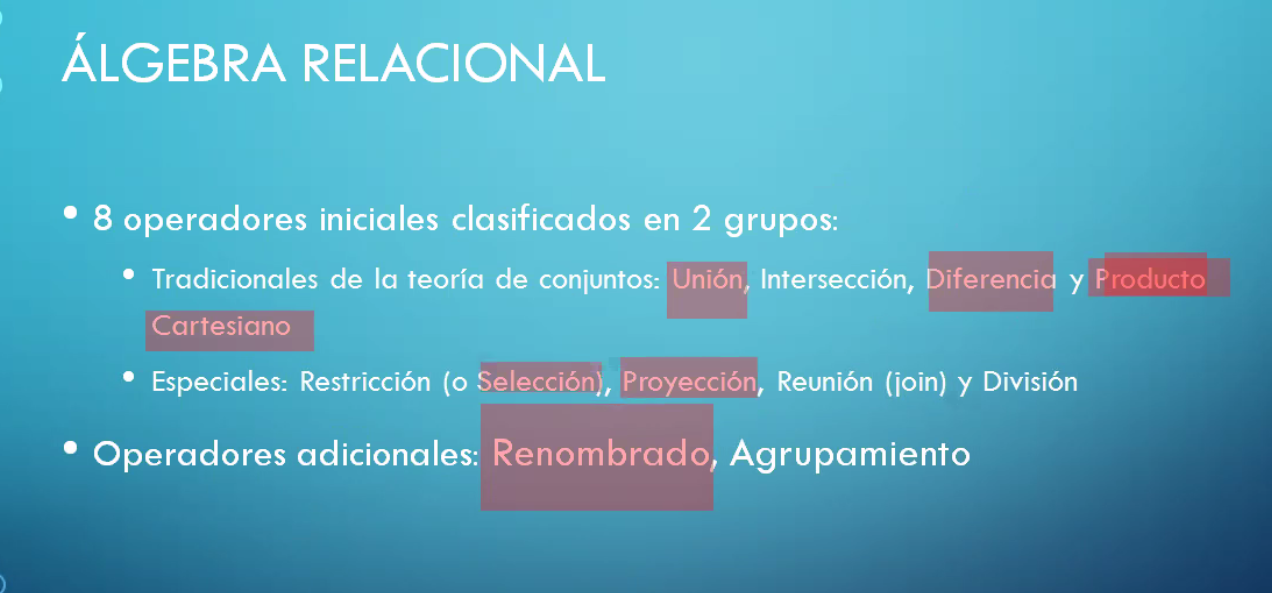 ÁLGEBRA RELACIONAL
• 8 operadores iniciales clasificados en 2 grupos:
• Tradicionales de la teoría de conjuntos: Unión, Intersección, Diferencia y Producto
Cartesiano
• Especiales: Restricción (o Selección), Proyección, Reunión (join) y División
• Operadores adicionales: Renombrado, Agrupamiento